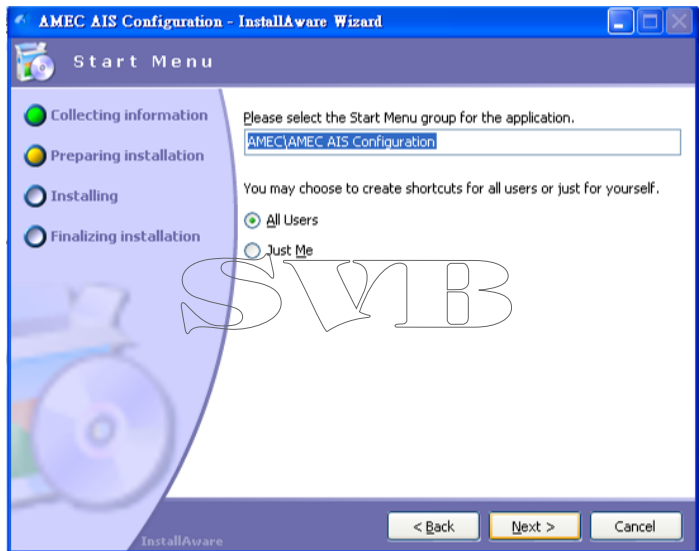 AMEC AIS Configuration - InstallAware Wizard
Start Menu
Collecting information
Preparing installation
Installing
Finalizing installation
Please select the Start Menu group for the application.
AMEC\AMEC AIS Configuration
You may choose to create shortcuts for all users or just for yourself.
All Users
Just Me
SVB
InstallAware
< Back
Next >
Cancel